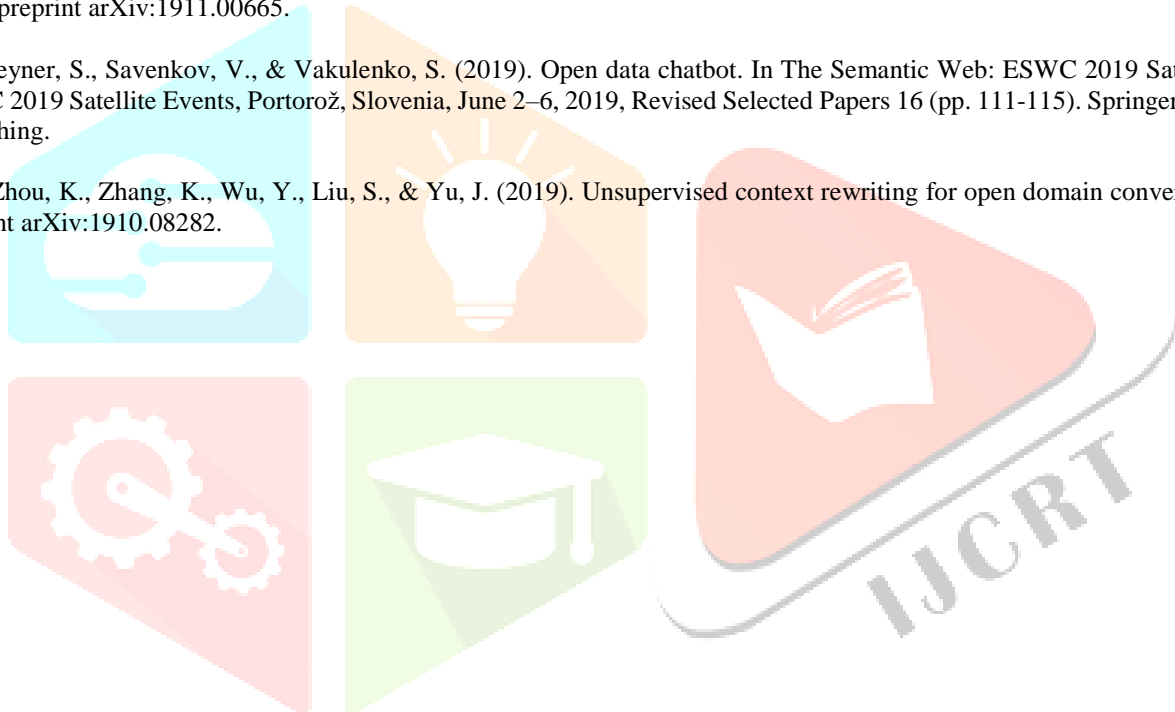 preprint arXiv:1911.00665.
eyner, S., Savenkov, V., & Vakulenko, S. (2019). Open data chatbot. In The Semantic Web: ESWC 2019 Sat
C 2019 Satellite Events, Portorož, Slovenia, June 2–6, 2019, Revised Selected Papers 16 (pp. 111-115). Springer
hing.
Zhou, K., Zhang, K., Wu, Y., Liu, S., & Yu, J. (2019). Unsupervised context rewriting for open domain conver
nt arXiv:1910.08282.
IJCRT